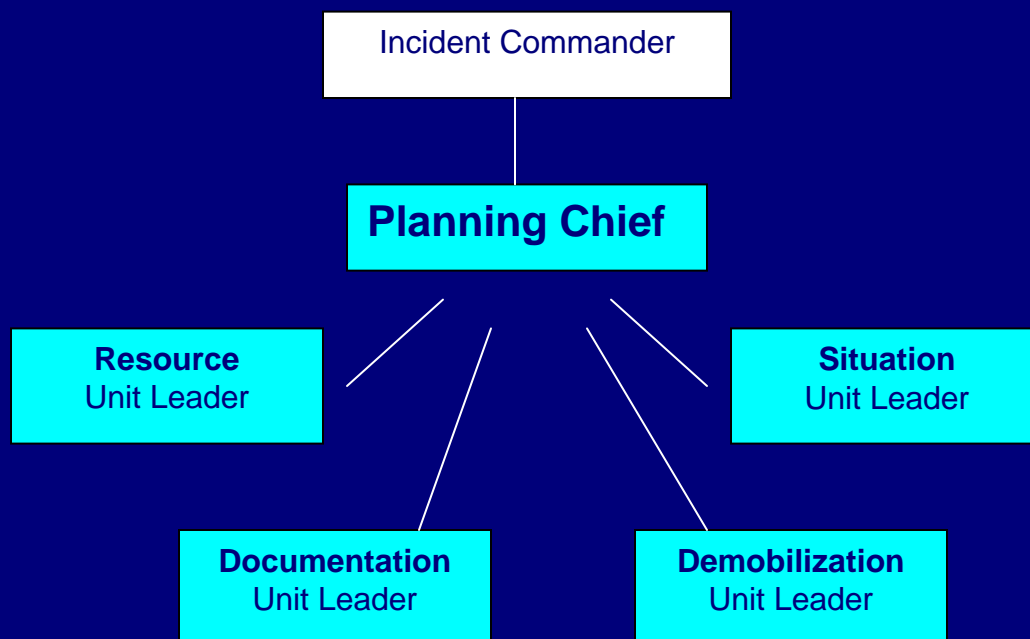 Incident Commander
Planning Chief
Resource
Unit Leader
Situation
Unit Leader
Documentation
Unit Leader
Demobilization
Unit Leader